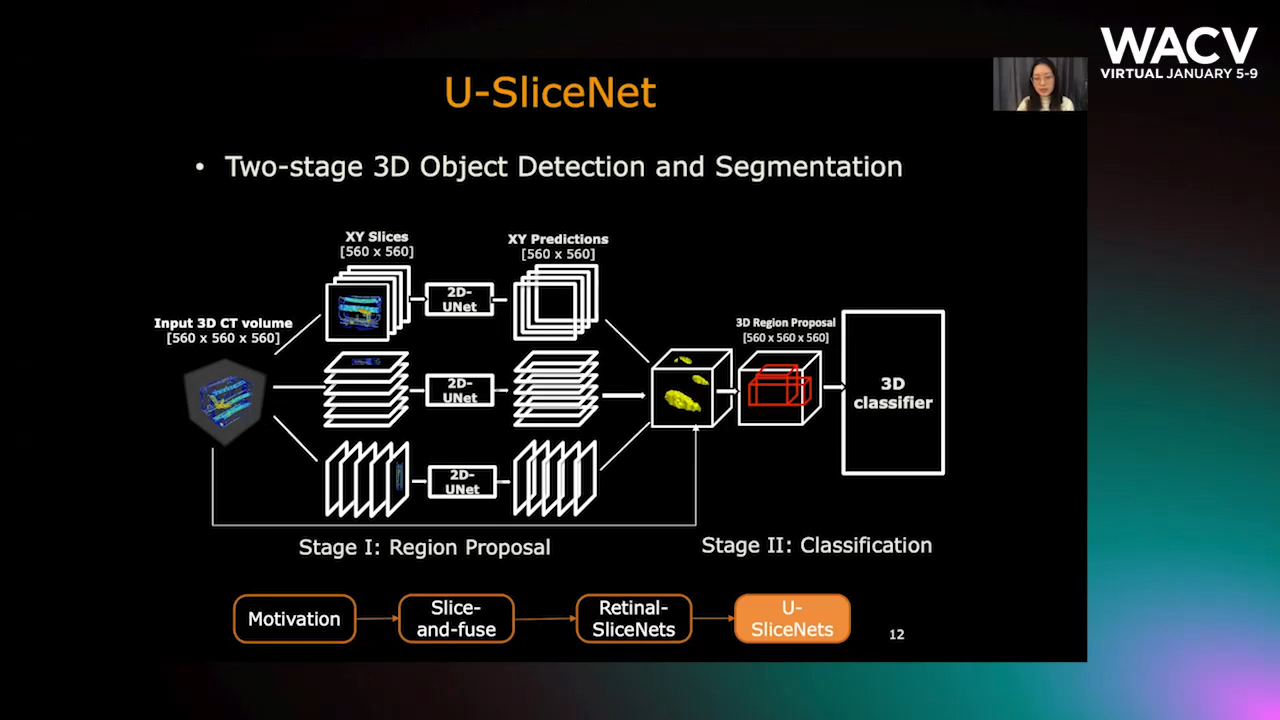 WACV
VIRTUAL JANUARY 5-9
U-SliceNet
• Two-stage 3D Object Detection and Segmentation
XY Slices
[560 x 560]
XY Predictions
[560 x 560]
2D-
UNet
Input 3D CT volume
[560 x 560 x 560]
3D Region Proposal
[560 x 560 x 560]
2D-
UNet
3D
classifier
2D-
UNet
Stage I: Region Proposal
Stage II: Classification
Motivation
Slice-
and-fuse
Retinal-
SliceNets
U-
SliceNets
12